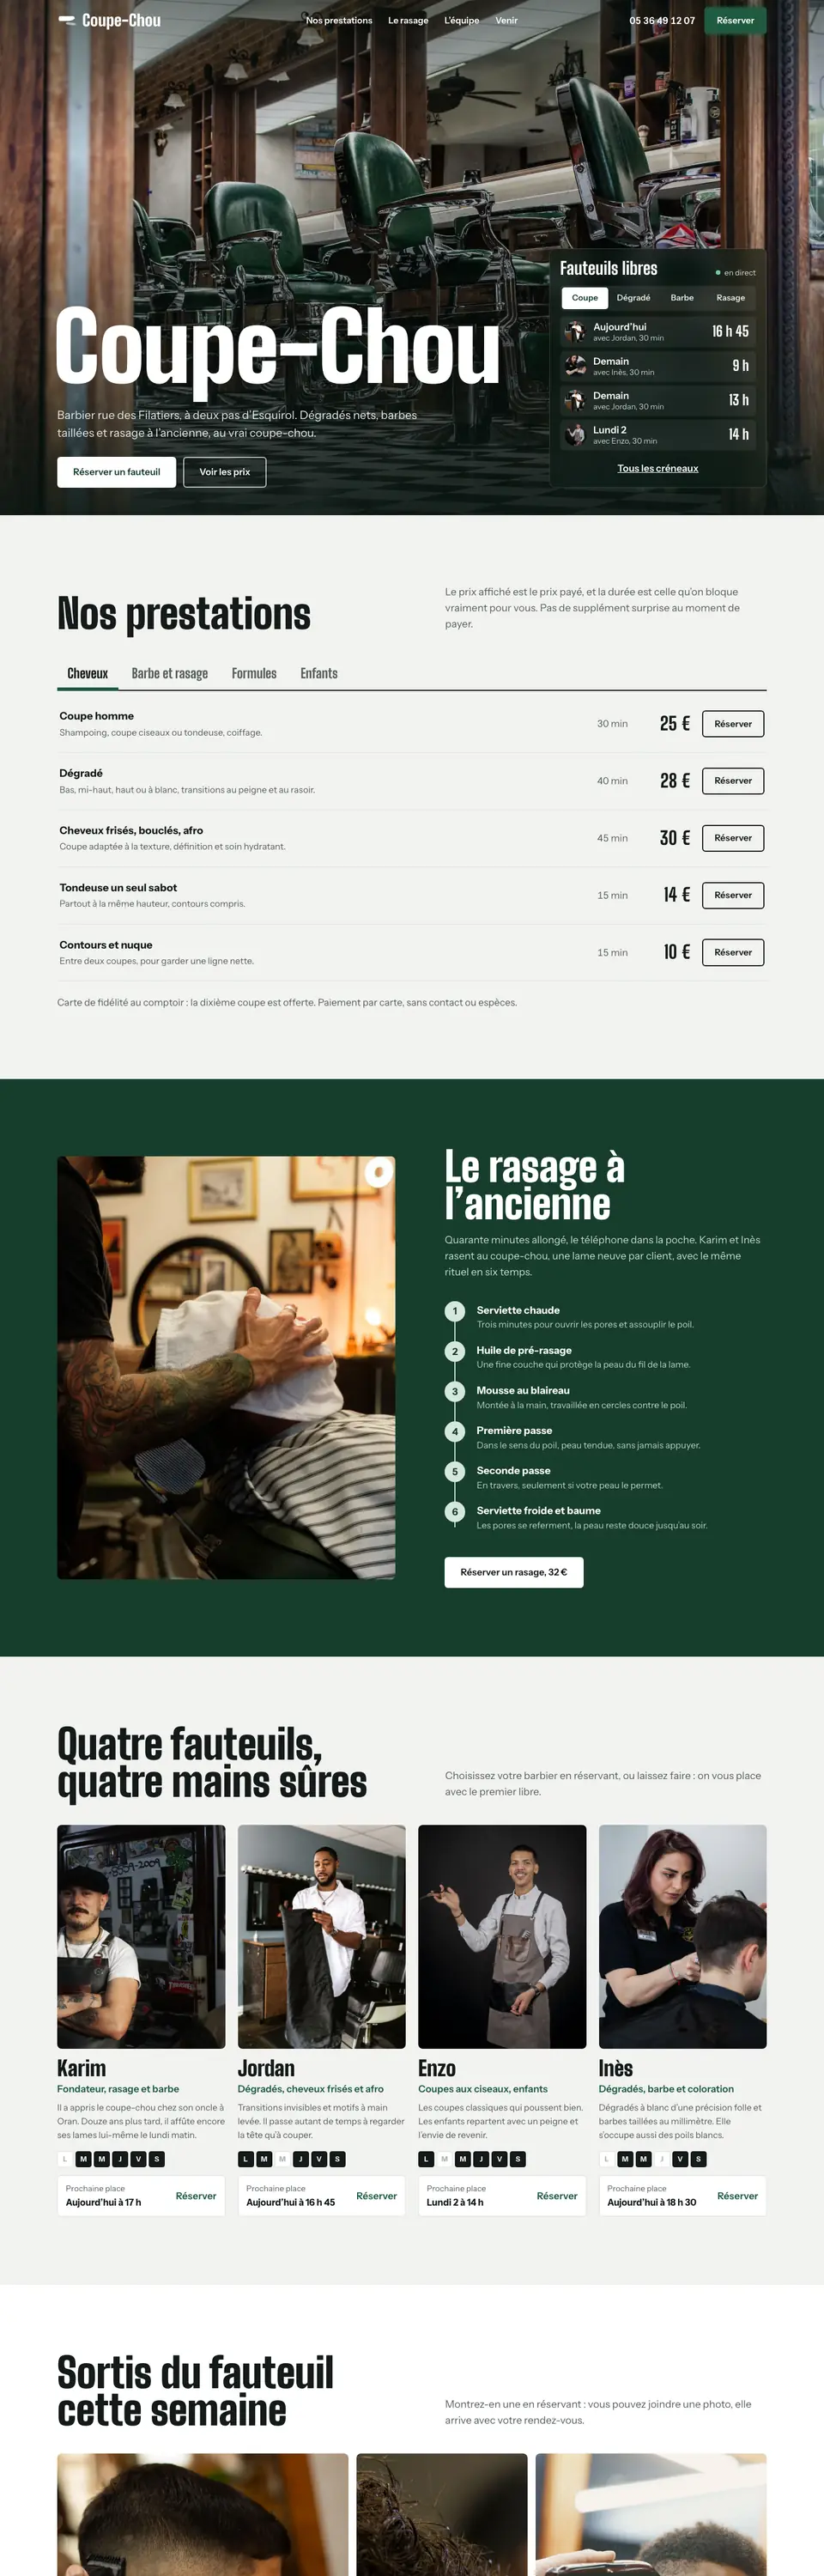 Coupe-Chou
Nos prestations
Le rasage
L'équipe
Venir
05 36 49 12 07
Réserver
Coupe-Chou
Barbier rue des Filatiers, à deux pas d'Esquirol. Dégradés nets, barbes
taillées et rasage à l'ancienne, au vrai coupe-chou.
Réserver un fauteuil
Voir les prix
Fauteuils libres
en direct
Coupe
Dégradé
Barbe
Rasage
Aujourd'hui
avec Jordan, 30 min
16 h 45
Demain
avec Inès, 30 min
9 h
Demain
avec Jordan, 30 min
13 h
Lundi 2
avec Enzo, 30 min
14 h
Tous les créneaux
Nos prestations
Le prix affiché est le prix payé, et la durée est celle qu'on bloque
vraiment pour vous. Pas de supplément surprise au moment de
payer.
Cheveux
Barbe et rasage
Formules
Enfants
Coupe homme
Shampoing, coupe ciseaux ou tondeuse, coiffage.
30 min
25 €
Réserver
Dégradé
Bas, mi-haut, haut ou à blanc, transitions au peigne et au rasoir.
40 min
28 €
Réserver
Cheveux frisés, bouclés, afro
Coupe adaptée à la texture, définition et soin hydratant.
45 min
30 €
Réserver
Tondeuse un seul sabot
Partout à la même hauteur, contours compris.
15 min
14 €
Réserver
Contours et nuque
Entre deux coupes, pour garder une ligne nette.
15 min
10 €
Réserver
Carte de fidélité au comptoir : la dixième coupe est offerte. Paiement par carte, sans contact ou espèces.
Le rasage à
l'ancienne
Quarante minutes allongé, le téléphone dans la poche. Karim et Inès
rasent au coupe-chou, une lame neuve par client, avec le même
rituel en six temps.
1
Serviette chaude
Trois minutes pour ouvrir les pores et assouplir le poil.
2
Huile de pré-rasage
Une fine couche qui protège la peau du fil de la lame.
3
Mousse au blaireau
Montée à la main, travaillée en cercles contre le poil.
4
Première passe
Dans le sens du poil, peau tendue, sans jamais appuyer.
5
Seconde passe
En travers, seulement si votre peau le permet.
6
Serviette froide et baume
Les pores se referment, la peau reste douce jusqu'au soir.
Réserver un rasage, 32 €
Quatre fauteuils,
quatre mains sûres
Choisissez votre barbier en réservant, ou laissez faire : on vous place
avec le premier libre.
Karim
Fondateur, rasage et barbe
Il a appris le coupe-chou chez son oncle à
Oran. Douze ans plus tard, il affûte encore
ses lames lui-même le lundi matin.
L M M J V S
Prochaine place
Aujourd'hui à 17 h
Réserver
Jordan
Dégradés, cheveux frisés et afro
Transitions invisibles et motifs à main
levée. Il passe autant de temps à regarder
la tête qu'à couper.
L M M J V S
Prochaine place
Aujourd'hui à 16 h 45
Réserver
Enzo
Coupes aux ciseaux, enfants
Les coupes classiques qui poussent bien.
Les enfants repartent avec un peigne et
l'envie de revenir.
L M M J V S
Prochaine place
Lundi 2 à 14 h
Réserver
Inès
Dégradés, barbe et coloration
Dégradés à blanc d'une précision folle et
barbes taillées au millimètre. Elle
s'occupe aussi des poils blancs.
L M M J V S
Prochaine place
Aujourd'hui à 18 h 30
Réserver
Sortis du fauteuil
cette semaine
Montrez-en une en réservant : vous pouvez joindre une photo, elle
arrive avec votre rendez-vous.